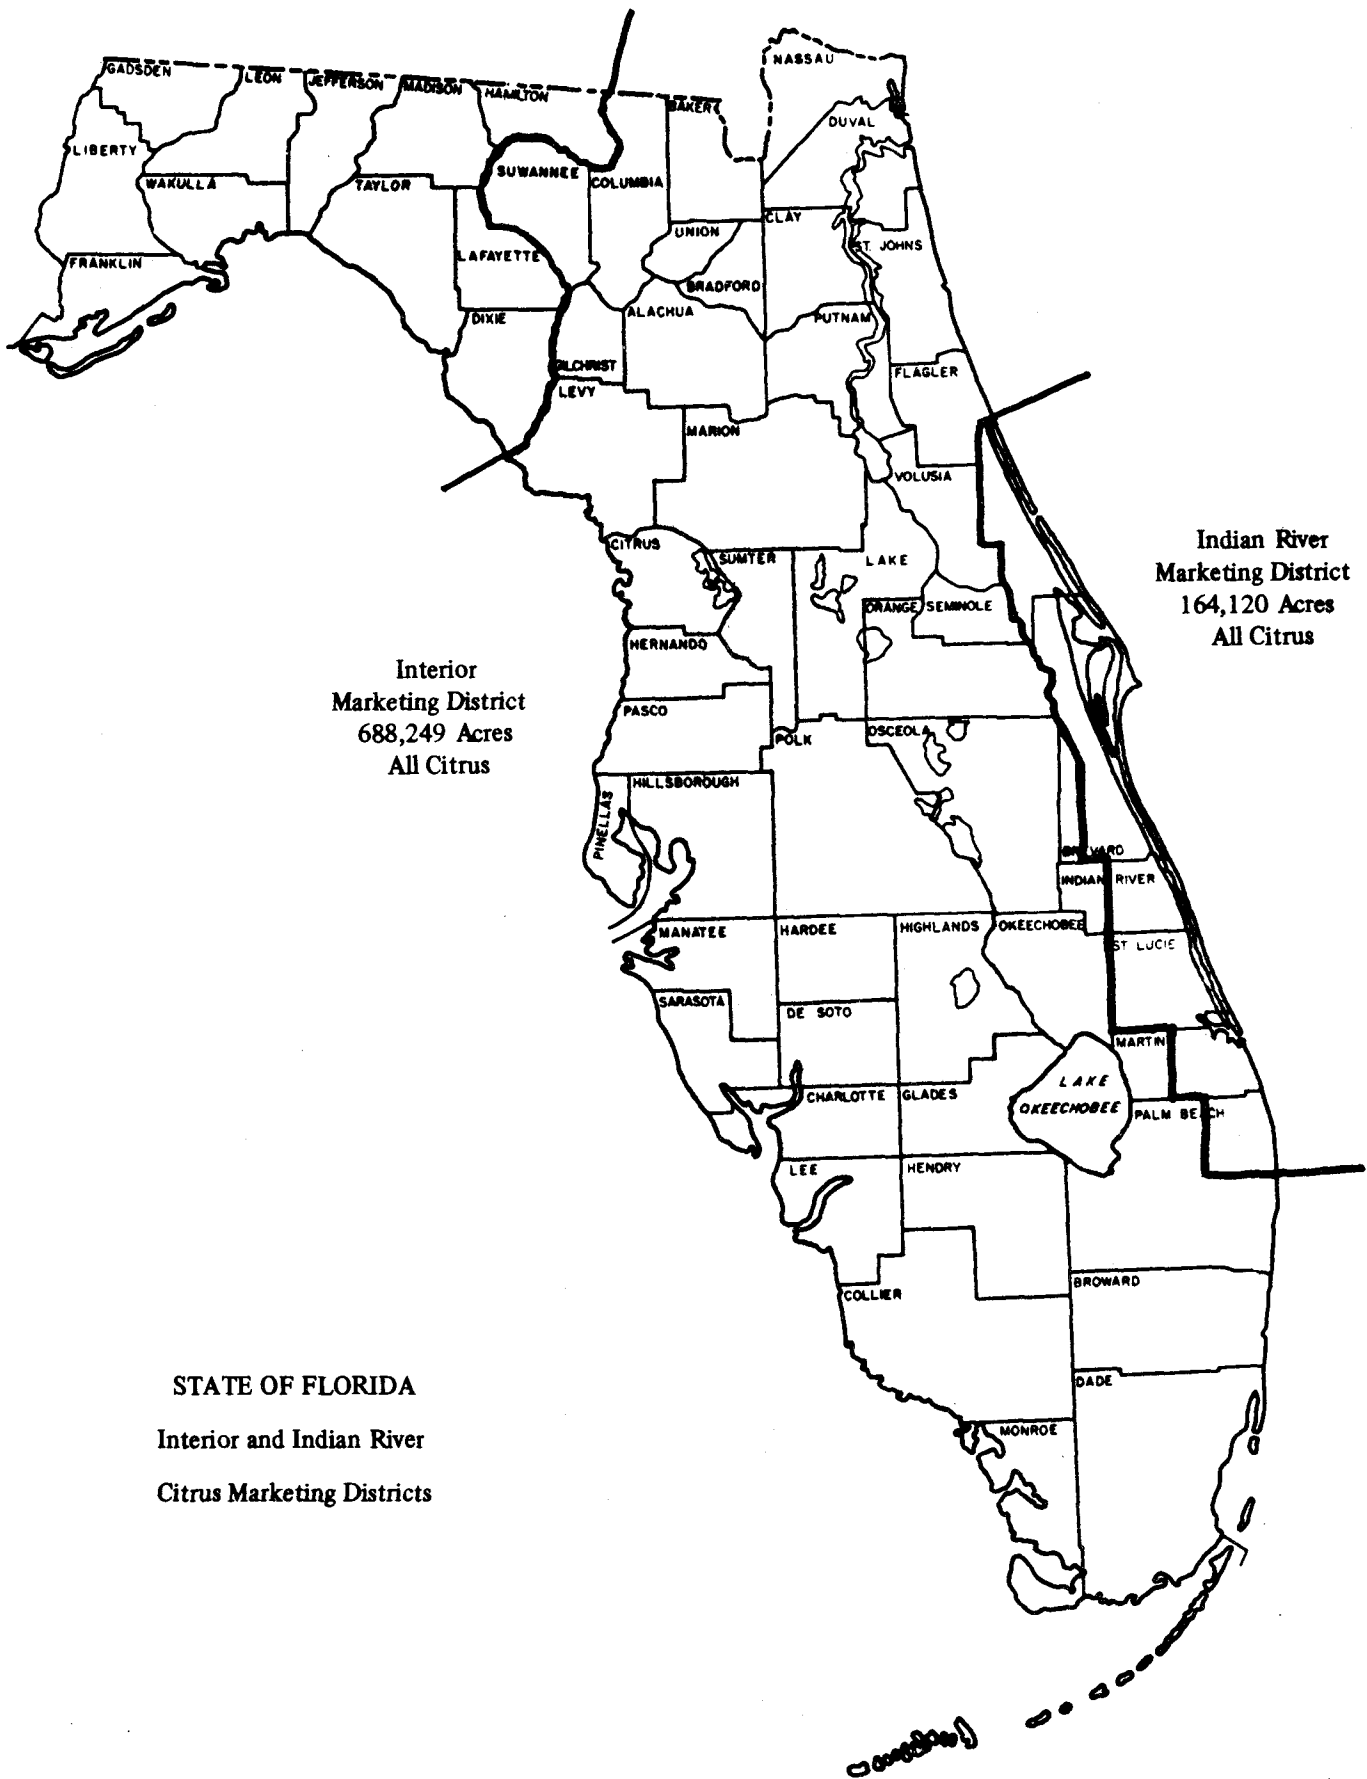 NASSAU
GADSDEN
LEON
JEFFERSON
MADISON
HAMILTON
BAKER
DUVAL
LIBERTY
SUWANNEE
COLUMBIA
WAKULLA
TAYLOR
CLAY
UNION
ST. JOHNS
LAFAYETTE
FRANKLIN
BRADFORD
DIXIE
ALACHUA
PUTNAM
GILCHRIST
FLAGLER
LEVY
MARION
VOLUSIA
CITRUS
SUMTER
LAKE
Indian River
Marketing District
164,120 Acres
All Citrus
ORANGE
SEMINOLE
HERNANDO
Interior
Marketing District
688,249 Acres
All Citrus
PASCO
POLK
OSCEOLA
HILLSBOROUGH
PINELLAS
BREVARD
INDIAN RIVER
MANATEE
HARDEE
HIGHLANDS
OKEECHOBEE
ST LUCIE
SARASOTA
DE SOTO
MARTIN
LAKE
OKEECHOBEE
CHARLOTTE
GLADES
PALM BEACH
LEE
HENDRY
COLLIER
BROWARD
DADE
MONROE
STATE OF FLORIDA
Interior and Indian River
Citrus Marketing Districts